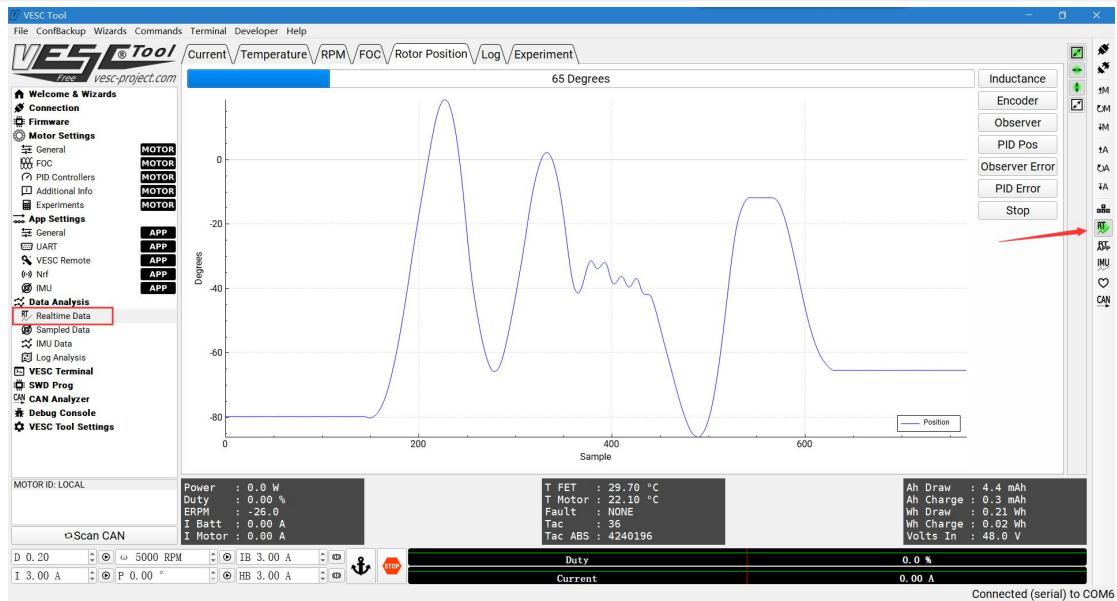 VESC Tool
File ConfBackup Wizards Commands Terminal Developer Help
VESC® Tool
Free vesc-project.com
Current Temperature RPM FOC Rotor Position Log Experiment
65 Degrees
Inductance
Encoder
Observer
PID Pos
Observer Error
PID Error
Stop
Welcome & Wizards
Connection
Firmware
Motor Settings
General MOTOR
FOC MOTOR
PID Controllers MOTOR
Additional Info MOTOR
Experiments MOTOR
App Settings
General APP
UART APP
VESC Remote APP
Nrf APP
IMU APP
Data Analysis
RT Realtime Data
Sampled Data
IMU Data
Log Analysis
VESC Terminal
SWD Prog
CAN CAN Analyzer
Debug Console
VESC Tool Settings
Degrees
0
-20
-40
-60
-80
0 200 400 600
Sample
Position
M
M
M
A
A
A
RT
RT
APP
IMU
CAN
MOTOR ID: LOCAL
Scan CAN
Power : 0.0 W
Duty : 0.00 %
ERPM : -26.0
I Batt : 0.00 A
I Motor : 0.00 A
T FET : 29.70 °C
T Motor : 22.10 °C
Fault : NONE
Tac : 36
Tac ABS : 4240196
Ah Draw : 4.4 mAh
Ah Charge : 0.3 mAh
Wh Draw : 0.21 Wh
Wh Charge : 0.02 Wh
Volts In : 48.0 V
D 0.20 ω 5000 RPM IB 3.00 A
I 3.00 A P 0.00 ° HB 3.00 A
STOP
Duty 0.0 %
Current 0.00 A
Connected (serial) to COM6